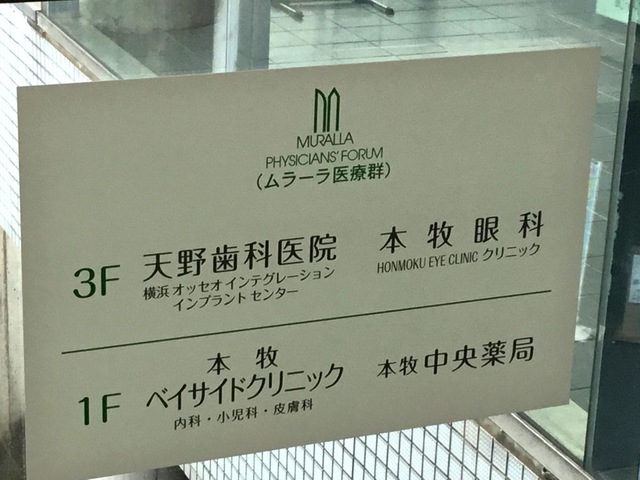 MURALLA
PHYSICIANS' FORUM
(ムラーラ医療群)
3F 天野歯科医院
横浜 オッセオ インテグレーション
インプラント センター
本牧眼科
HONMOKU EYE CLINIC クリニック
1F 本牧
ベイサイドクリニック
内科・小児科・皮膚科
本牧 中央薬局